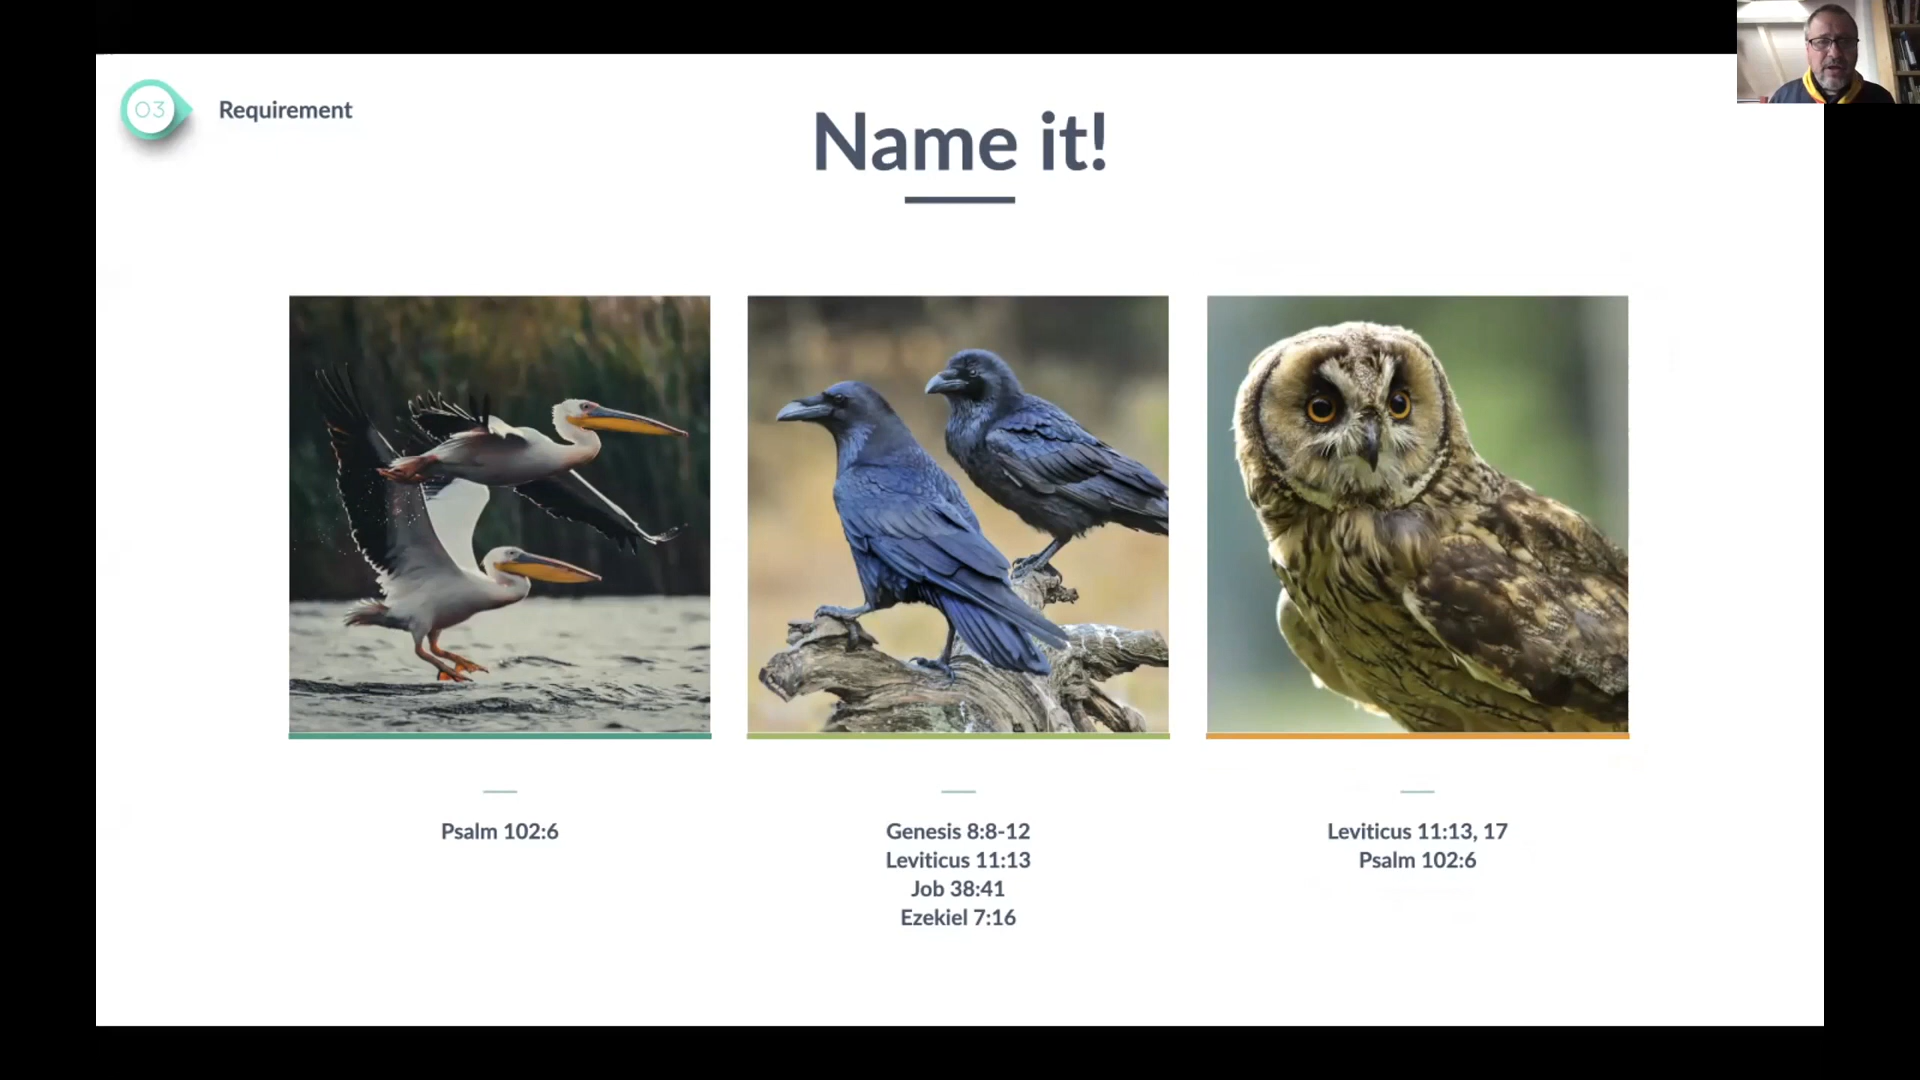 03
Requirement
Name it!
Psalm 102:6
Genesis 8:8-12
Leviticus 11:13
Job 38:41
Ezekiel 7:16
Leviticus 11:13, 17
Psalm 102:6